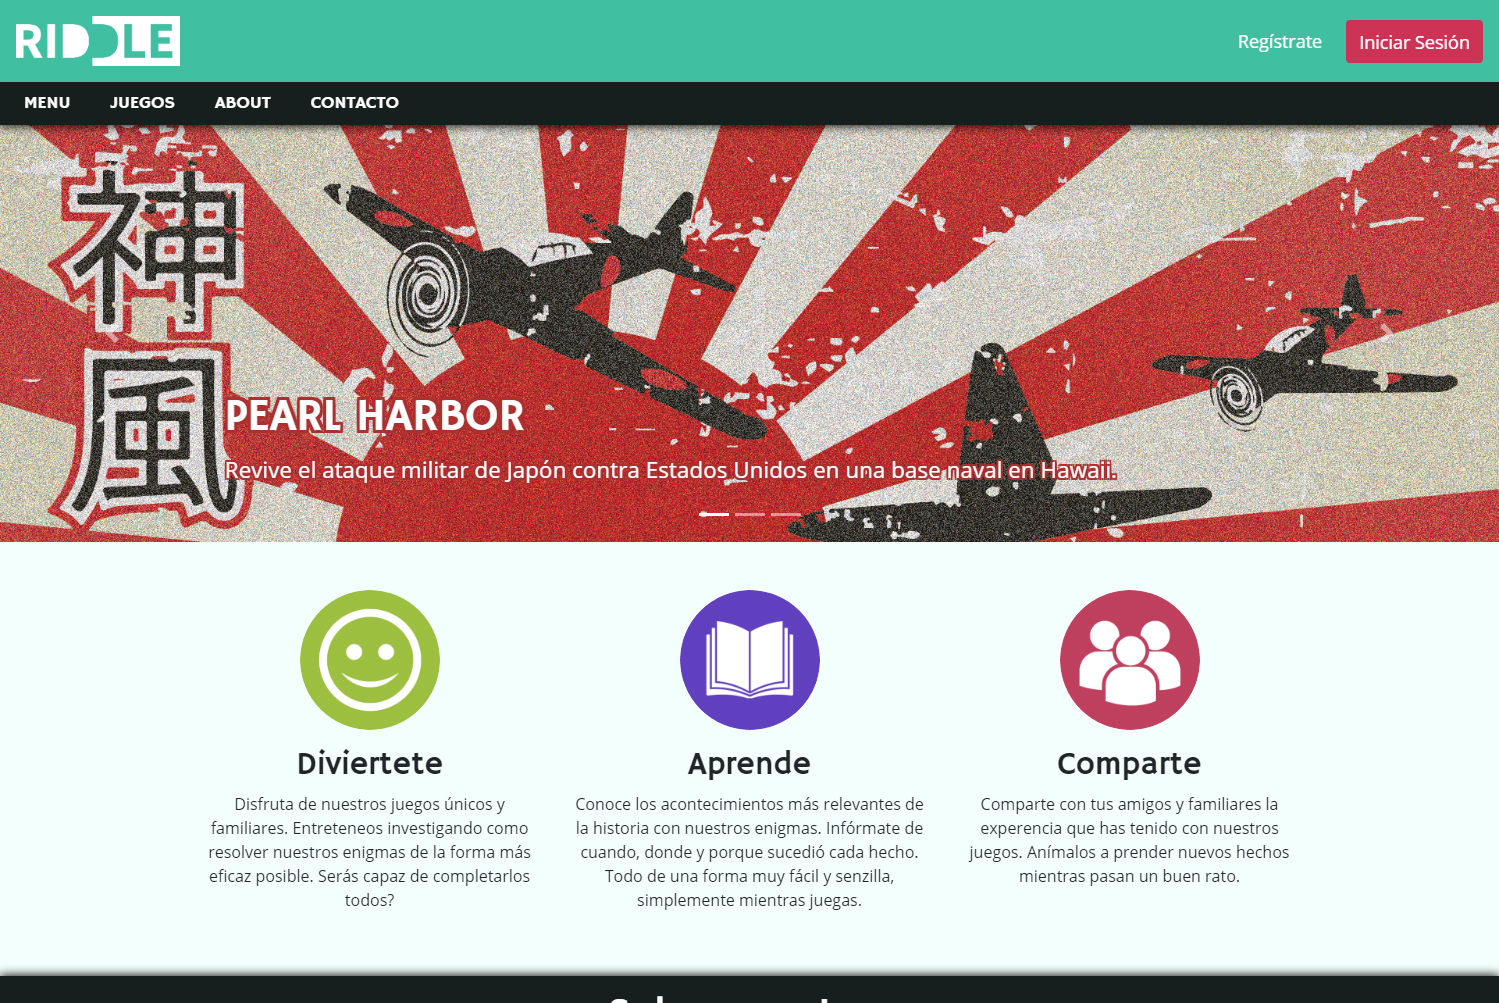 RIDDLE
Regístrate
Iniciar Sesión
MENU
JUEGOS
ABOUT
CONTACTO
神
風
PEARL HARBOR
Revive el ataque militar de Japón contra Estados Unidos en una base naval en Hawaii.
Diviertete
Disfruta de nuestros juegos únicos y
familiares. Entreteneos investigando como
resolver nuestros enigmas de la forma más
eficaz posible. Serás capaz de completarlos
todos?
Aprende
Conoce los acontecimientos más relevantes de
la historia con nuestros enigmas. Infórmate de
cuando, donde y porque sucedió cada hecho.
Todo de una forma muy fácil y senzilla,
simplemente mientras juegas.
Comparte
Comparte con tus amigos y familiares la
experencia que has tenido con nuestros
juegos. Anímalos a prender nuevos hechos
mientras pasan un buen rato.